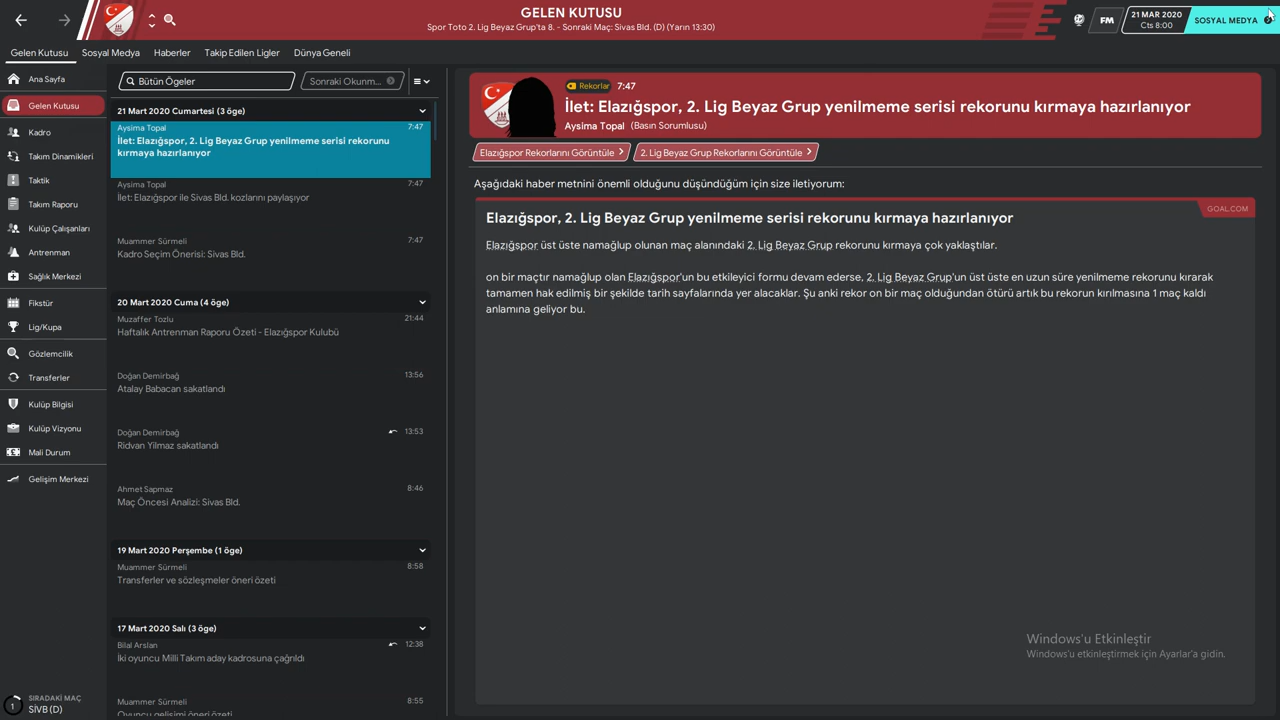 GELEN KUTUSU
Spor Toto 2. Lig Beyaz Grup'ta 8. - Sonraki Maç: Sivas Bld. (D) (Yarın 13:30)
FM
21 MAR 2020
Cts 8:00
SOSYAL MEDYA
Gelen Kutusu
Sosyal Medya
Haberler
Takip Edilen Ligler
Dünya Geneli
Ana Sayfa
Gelen Kutusu
Kadro
Takım Dinamikleri
Taktik
Takım Raporu
Kulüp Çalışanları
Antrenman
Sağlık Merkezi
Fikstür
Lig/Kupa
Gözlemcilik
Transferler
Kulüp Bilgisi
Kulüp Vizyonu
Mali Durum
Gelişim Merkezi
1
SIRADAKİ MAÇ
SİVB (D)
Bütün Ögeler
Sonraki Okunm...
21 Mart 2020 Cumartesi (3 öge)
Aysima Topal 7:47
İlet: Elazığspor, 2. Lig Beyaz Grup yenilmeme serisi rekorunu
kırmaya hazırlanıyor
Aysima Topal 7:47
İlet: Elazığspor ile Sivas Bld. kozlarını paylaşıyor
Muammer Sürmeli 7:47
Kadro Seçim Önerisi: Sivas Bld.
20 Mart 2020 Cuma (4 öge)
Muzaffer Tozlu 21:44
Haftalık Antrenman Raporu Özeti - Elazığspor Kulübü
Doğan Demirbağ 13:56
Atalay Babacan sakatlandı
Doğan Demirbağ 13:53
Ridvan Yilmaz sakatlandı
Ahmet Sapmaz 8:46
Maç Öncesi Analizi: Sivas Bld.
19 Mart 2020 Perşembe (1 öge)
Muammer Sürmeli 8:58
Transferler ve sözleşmeler öneri özeti
17 Mart 2020 Salı (3 öge)
Bilal Arslan 12:38
İki oyuncu Milli Takım aday kadrosuna çağrıldı
Muammer Sürmeli 8:55
Oyuncu gelişimi öneri özeti
Rekorlar 7:47
İlet: Elazığspor, 2. Lig Beyaz Grup yenilmeme serisi rekorunu kırmaya hazırlanıyor
Aysima Topal (Basın Sorumlusu)
Elazığspor Rekorlarını Görüntüle
2. Lig Beyaz Grup Rekorlarını Görüntüle
Aşağıdaki haber metnini önemli olduğunu düşündüğüm için size iletiyorum:
GOAL.COM
Elazığspor, 2. Lig Beyaz Grup yenilmeme serisi rekorunu kırmaya hazırlanıyor
Elazığspor üst üste namağlup olunan maç alanındaki 2. Lig Beyaz Grup rekorunu kırmaya çok yaklaştılar.
on bir maçtır namağlup olan Elazığspor'un bu etkileyici formu devam ederse, 2. Lig Beyaz Grup'un üst üste en uzun süre yenilmeme rekorunu kırarak
tamamen hak edilmiş bir şekilde tarih sayfalarında yer alacaklar. Şu anki rekor on bir maç olduğundan ötürü artık bu rekorun kırılmasına 1 maç kaldı
anlamına geliyor bu.
Windows'u Etkinleştir
Windows'u etkinleştirmek için Ayarlar'a gidin.